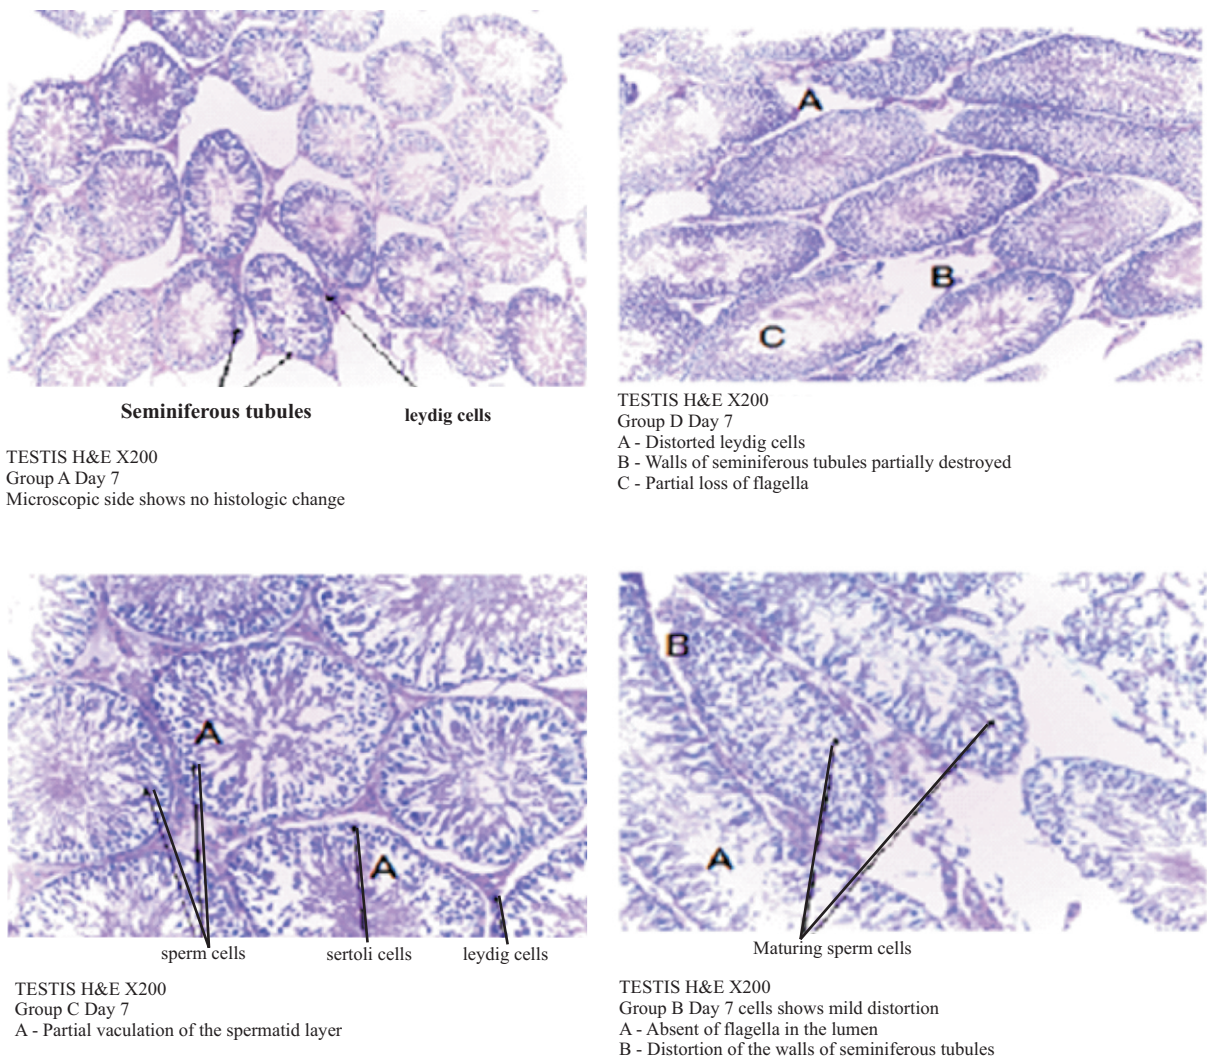 Seminiferous tubules
leydig cells
TESTIS H&E X200
Group A Day 7
Microscopic side shows no histologic change
A
B
C
TESTIS H&E X200
Group D Day 7
A - Distorted leydig cells
B - Walls of seminiferous tubules partially destroyed
C - Partial loss of flagella
A
A
sperm cells
sertoli cells
leydig cells
TESTIS H&E X200
Group C Day 7
A - Partial vaculation of the spermatid layer
B
A
Maturing sperm cells
TESTIS H&E X200
Group B Day 7 cells shows mild distortion
A - Absent of flagella in the lumen
B - Distortion of the walls of seminiferous tubules